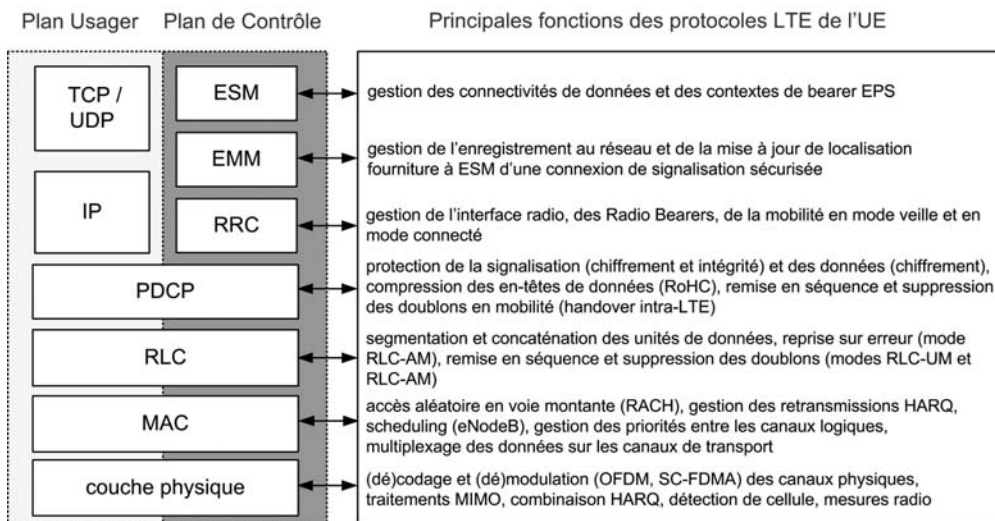 Plan Usager
Plan de Contrôle
Principales fonctions des protocoles LTE de l'UE
TCP /
UDP
ESM
gestion des connectivités de données et des contextes de bearer EPS
EMM
gestion de l'enregistrement au réseau et de la mise à jour de localisation
fourniture à ESM d'une connexion de signalisation sécurisée
IP
RRC
gestion de l'interface radio, des Radio Bearers, de la mobilité en mode veille et en
mode connecté
PDCP
protection de la signalisation (chiffrement et intégrité) et des données (chiffrement),
compression des en-têtes de données (RoHC), remise en séquence et suppression
des doublons en mobilité (handover intra-LTE)
RLC
segmentation et concaténation des unités de données, reprise sur erreur (mode
RLC-AM), remise en séquence et suppression des doublons (modes RLC-UM et
RLC-AM)
MAC
accès aléatoire en voie montante (RACH), gestion des retransmissions HARQ,
scheduling (eNodeB), gestion des priorités entre les canaux logiques,
multiplexage des données sur les canaux de transport
couche physique
(dé)codage et (dé)modulation (OFDM, SC-FDMA) des canaux physiques,
traitements MIMO, combinaison HARQ, détection de cellule, mesures radio